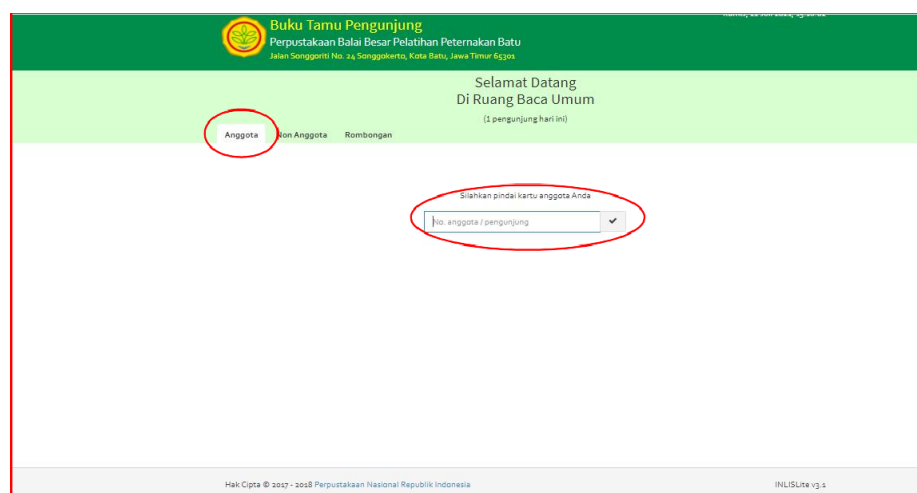 Buku Tamu Pengunjung
Perpustakaan Balai Besar Pelatihan Peternakan Batu
Jalan Songgoriti No. 24 Songgokerto, Kota Batu, Jawa Timur 65301
Selamat Datang
Di Ruang Baca Umum
(1 pengunjung hari ini)
Anggota Non Anggota Rombongan
Silahkan pindai kartu anggota Anda
No. anggota / pengunjung
Hak Cipta © 2017 - 2018 Perpustakaan Nasional Republik Indonesia
INLISLite v3.1